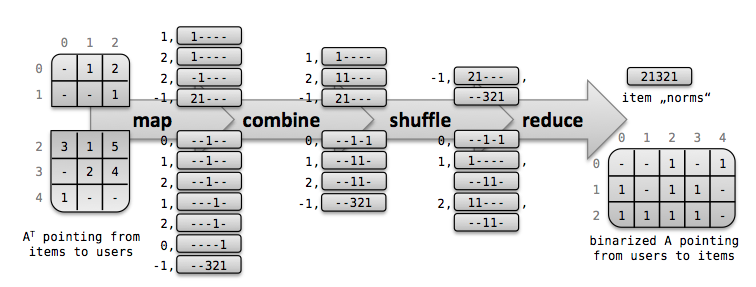 0 1 2
0 - 1 2
1 - - 1
2 3 1 5
3 - 2 4
4 1 - -
Aᵀ pointing from
items to users
1, 1----
2, 1----
2, -1---
-1, 21---
map
0, --1--
1, --1--
2, --1--
1, ---1-
2, ---1-
0, ----1
-1, --321
1, 1----
2, 11---
-1, 21---
combine
0, --1-1
1, --11-
2, --11-
-1, --321
-1, 21---,
--321
shuffle
0, --1-1
1, 1----,
--11-
2, 11---,
--11-
reduce
21321
item „norms“
0 1 2 3 4
0 - - 1 - 1
1 1 - 1 1 -
2 1 1 1 1 -
binarized A pointing
from users to items